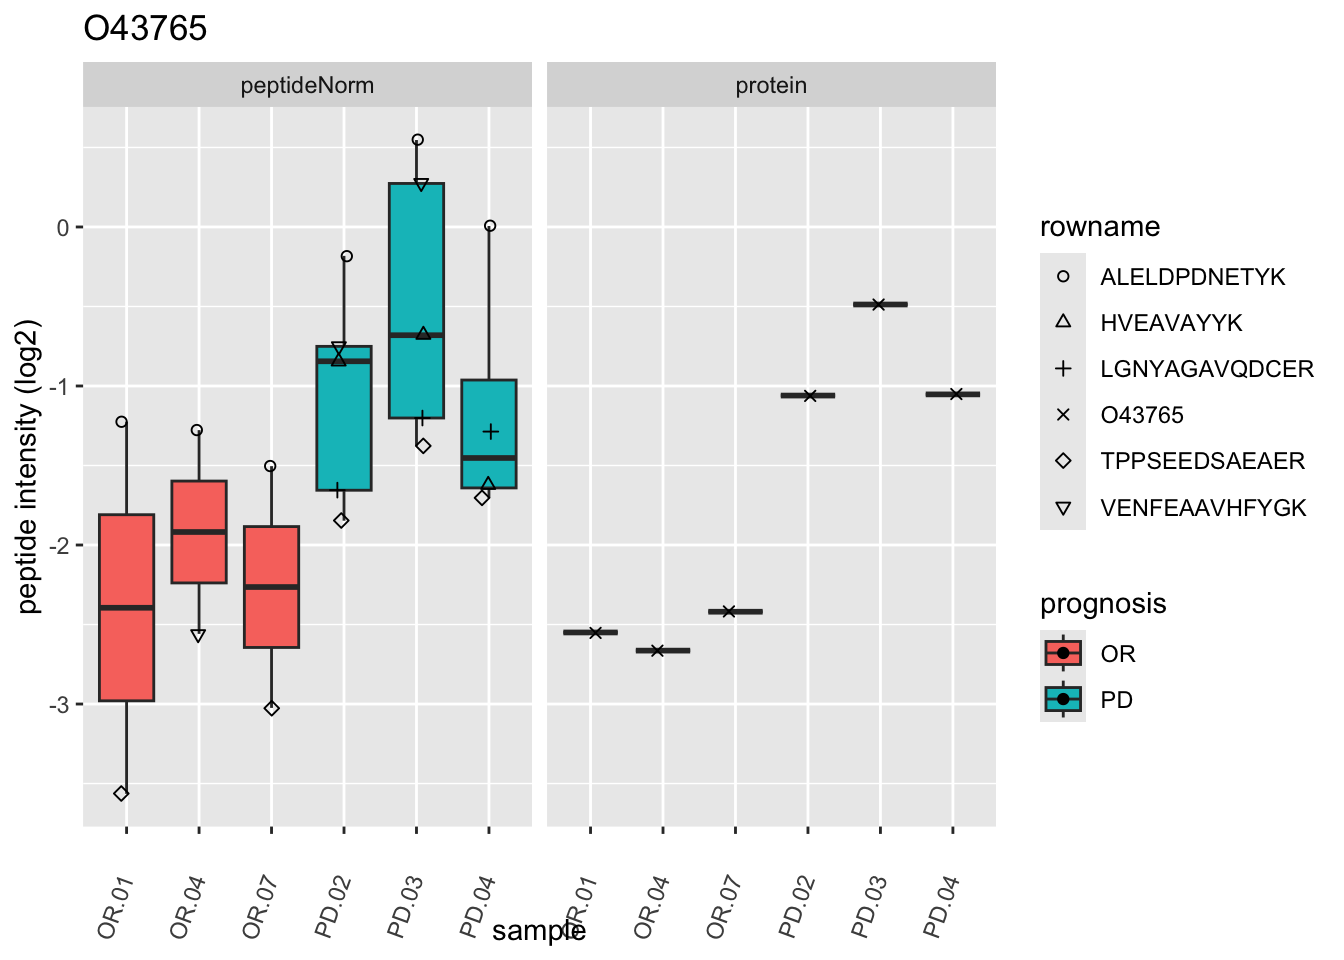 O43765
peptideNorm
protein
peptide intensity (log2)
0
-1
-2
-3
OR.01
OR.04
OR.07
PD.02
PD.03
PD.04
OR.01
OR.04
OR.07
PD.02
PD.03
PD.04
sample
rowname
ALELDPDNETYK
HVEAVAYYK
LGNYAGAVQDCER
O43765
TPPSEEDSAEAER
VENFEAAVHFYGK
prognosis
OR
PD